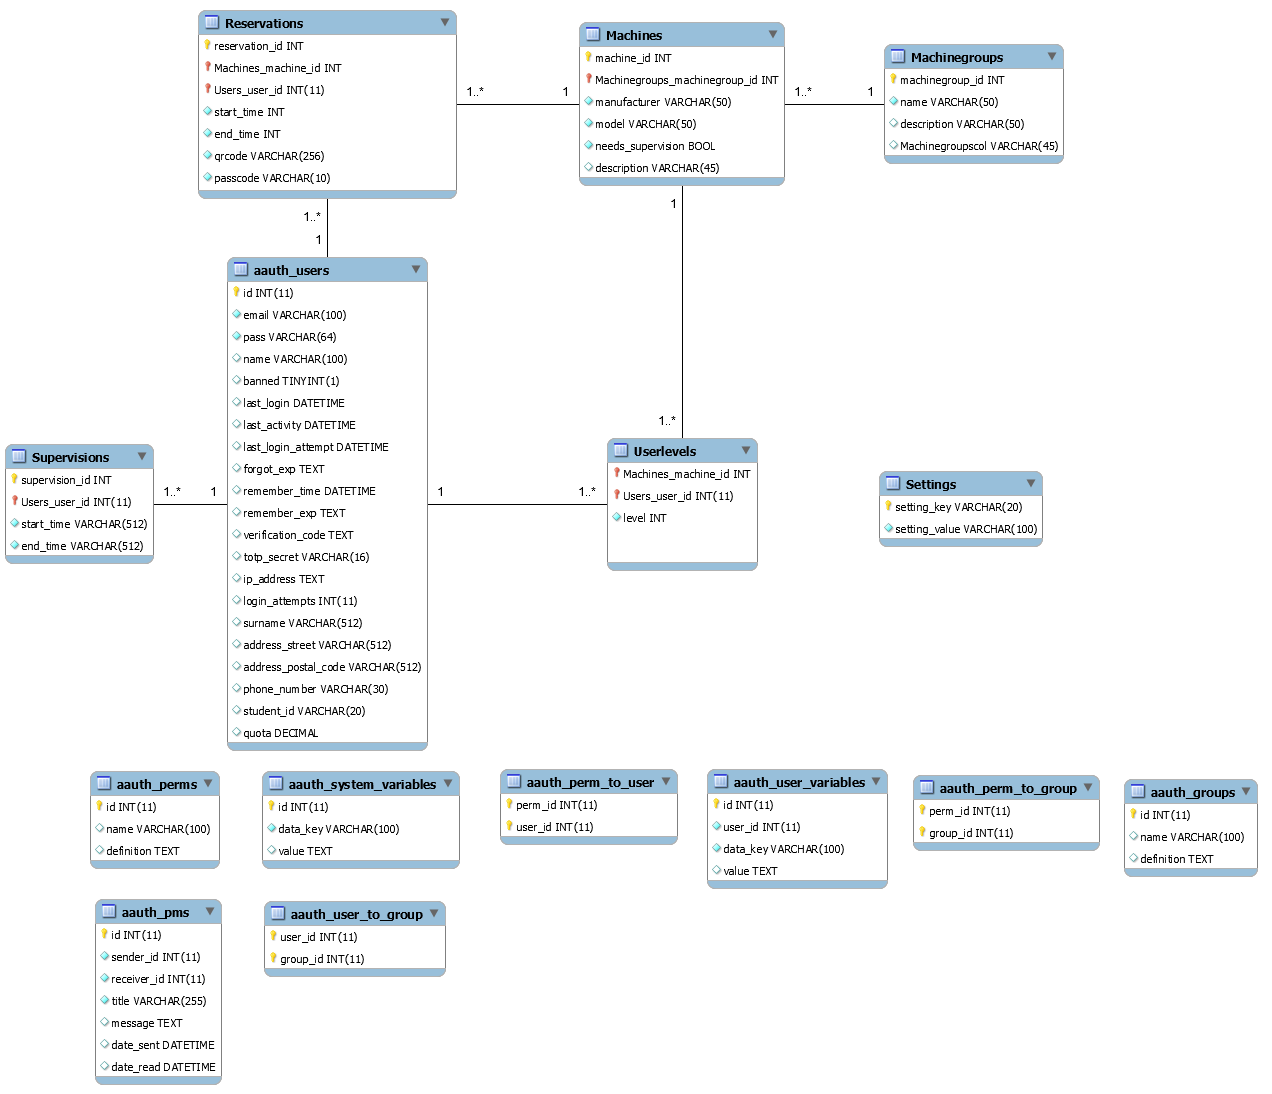 Reservations
reservation_id INT
Machines_machine_id INT
Users_user_id INT(11)
start_time INT
end_time INT
qrcode VARCHAR(256)
passcode VARCHAR(10)
1..*
1
Machines
machine_id INT
Machinegroups_machinegroup_id INT
manufacturer VARCHAR(50)
model VARCHAR(50)
needs_supervision BOOL
description VARCHAR(45)
1..*
1
Machinegroups
machinegroup_id INT
name VARCHAR(50)
description VARCHAR(50)
Machinegroupscol VARCHAR(45)
1..*
1
1
1..*
aauth_users
id INT(11)
email VARCHAR(100)
pass VARCHAR(64)
name VARCHAR(100)
banned TINYINT(1)
last_login DATETIME
last_activity DATETIME
last_login_attempt DATETIME
forgot_exp TEXT
remember_time DATETIME
remember_exp TEXT
verification_code TEXT
totp_secret VARCHAR(16)
ip_address TEXT
login_attempts INT(11)
surname VARCHAR(512)
address_street VARCHAR(512)
address_postal_code VARCHAR(512)
phone_number VARCHAR(30)
student_id VARCHAR(20)
quota DECIMAL
Supervisions
supervision_id INT
Users_user_id INT(11)
start_time VARCHAR(512)
end_time VARCHAR(512)
1..*
1
1
1..*
Userlevels
Machines_machine_id INT
Users_user_id INT(11)
level INT
Settings
setting_key VARCHAR(20)
setting_value VARCHAR(100)
aauth_perms
id INT(11)
name VARCHAR(100)
definition TEXT
aauth_system_variables
id INT(11)
data_key VARCHAR(100)
value TEXT
aauth_perm_to_user
perm_id INT(11)
user_id INT(11)
aauth_user_variables
id INT(11)
user_id INT(11)
data_key VARCHAR(100)
value TEXT
aauth_perm_to_group
perm_id INT(11)
group_id INT(11)
aauth_groups
id INT(11)
name VARCHAR(100)
definition TEXT
aauth_pms
id INT(11)
sender_id INT(11)
receiver_id INT(11)
title VARCHAR(255)
message TEXT
date_sent DATETIME
date_read DATETIME
aauth_user_to_group
user_id INT(11)
group_id INT(11)